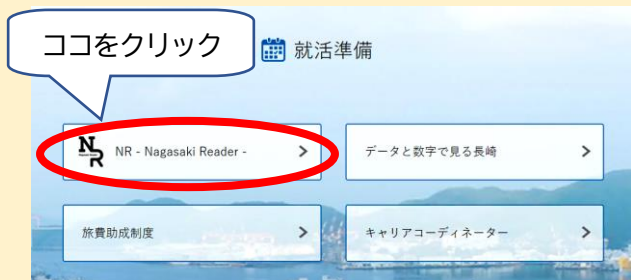 ココをクリック
就活準備
NR
NR - Nagasaki Reader -
データと数字で見る長崎
旅費助成制度
キャリアコーディネーター